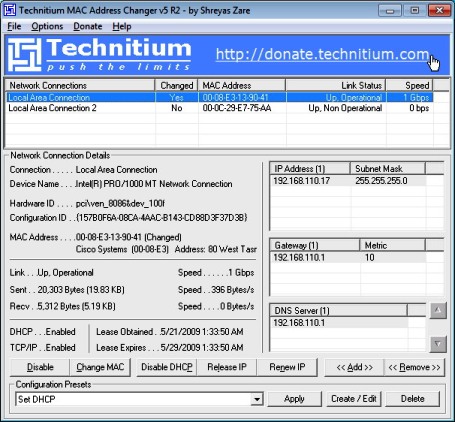 Technitium MAC Address Changer v5 R2 - by Shreyas Zare
File Options Donate Help
Technitium
push the limits
http://donate.technitium.com
Network Connections Changed MAC Address Link Status Speed
Local Area Connection Yes 00-08-E3-13-90-41 Up, Operational 1 Gbps
Local Area Connection 2 No 00-0C-29-E7-75-AA Up, Non Operational 0 bps
Network Connection Details
Connection . . . . . Local Area Connection
Device Name . . .Intel(R) PRO/1000 MT Network Connection
Hardware ID . . . . pci\ven_8086&dev_100f
Configuration ID . .{157B0F6A-08CA-4AAC-B143-CD88D3F37D3B}
MAC Address . . . .00-08-E3-13-90-41 (Changed)
Cisco Systems (00-08-E3) Address: 80 West Tasr
Link . . .Up, Operational Speed . . . . . .1 Gbps
Sent . .20,303 Bytes (19.83 KB) Speed . .396 Bytes/s
Recv . .5,312 Bytes (5.19 KB) Speed . . . .0 Bytes/s
DHCP . . .Enabled Lease Obtained . .5/21/2009 1:33:50 AM
TCP/IP . .Enabled Lease Expires . . .5/29/2009 1:33:50 AM
IP Address (1) Subnet Mask
192.168.110.17 255.255.255.0
Gateway (1) Metric
192.168.110.1 10
DNS Server (1)
192.168.110.1
Disable Change MAC Disable DHCP Release IP Renew IP << Add >> << Remove >>
Configuration Presets
Set DHCP Apply Create / Edit Delete